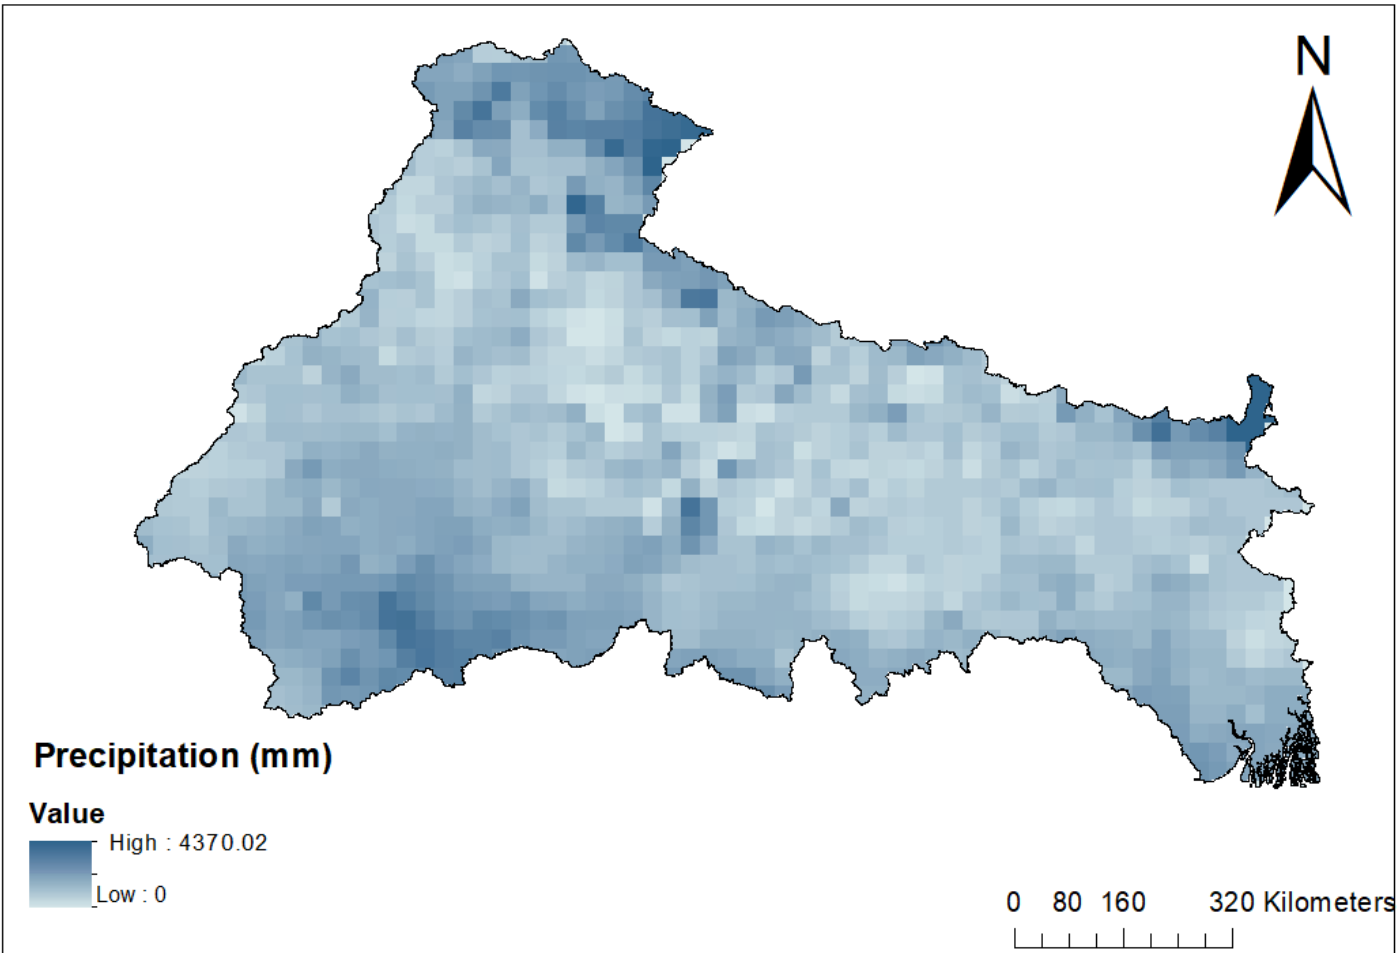 N
Precipitation (mm)
Value
High : 4370.02
Low : 0
0 80 160 320 Kilometers